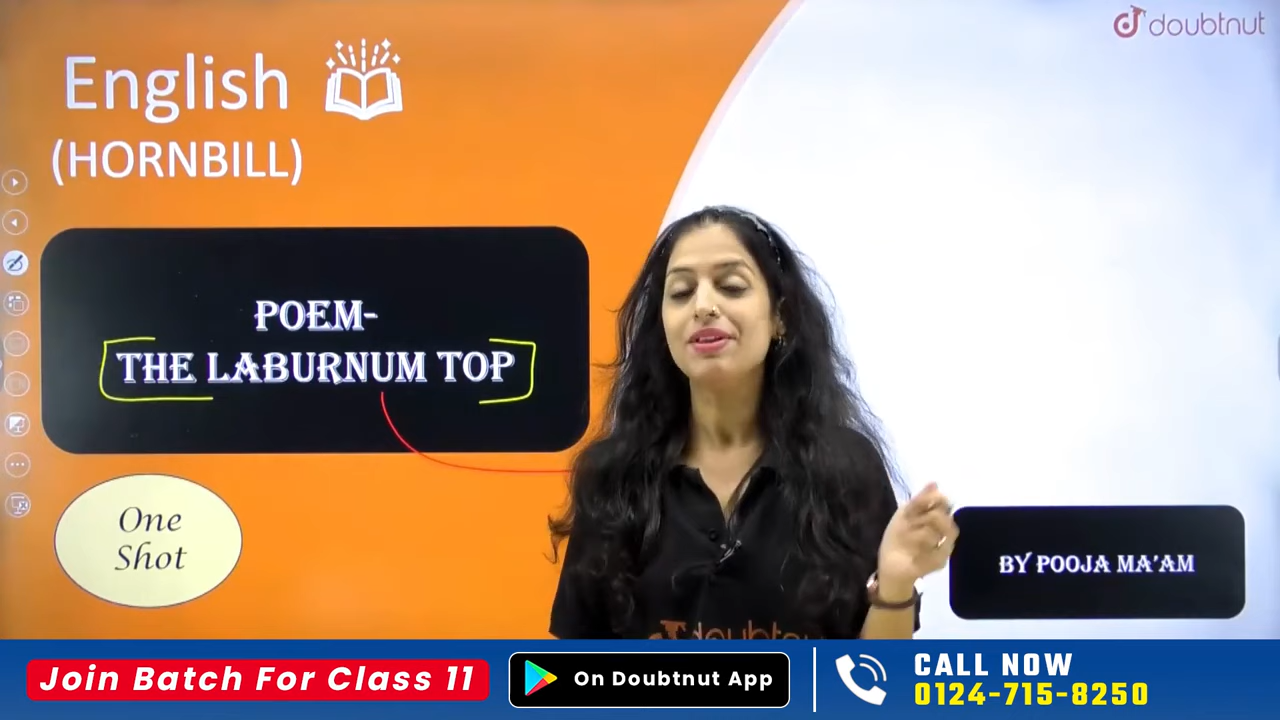 doubtnut
English
(HORNBILL)
POEM-
THE LABURNUM TOP
One
Shot
BY POOJA MA'AM
doubtnut
Join Batch For Class 11
On Doubtnut App
CALL NOW
0124-715-8250